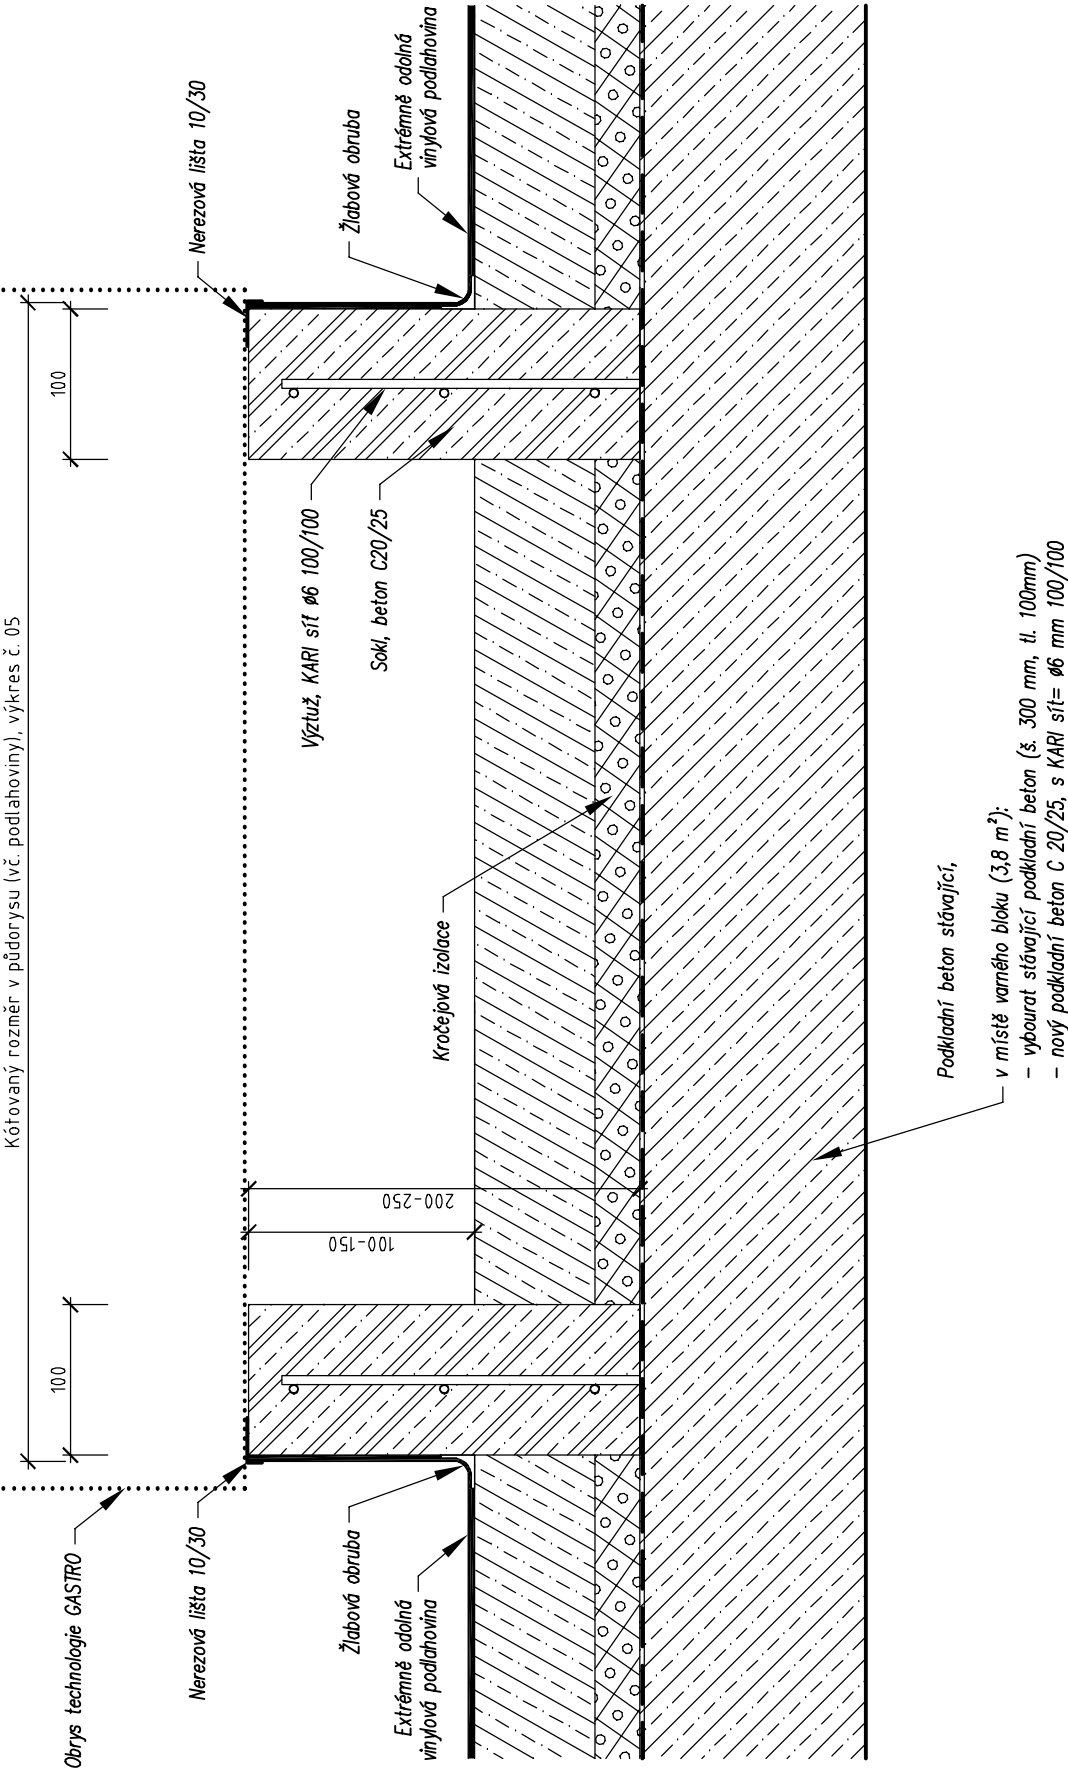 Kótovaný rozměr v půdorysu (vč. podlahoviny), výkres č. 05
100
100
Obrys technologie GASTRO
Nerezová lišta 10/30
Nerezová lišta 10/30
Žlabová obruba
Žlabová obruba
Extrémně odolná
vinylová podlahovina
Extrémně odolná
vinylová podlahovina
100-150
200-250
Výztuž, KARI síť ø6 100/100
Sokl, beton C20/25
Kročejová izolace
Podkladní beton stávající,
v místě varného bloku (3,8 m²):
- vybourat stávající podkladní beton (š. 300 mm, tl. 100mm)
- nový podkladní beton C 20/25, s KARI sít= ø6 mm 100/100